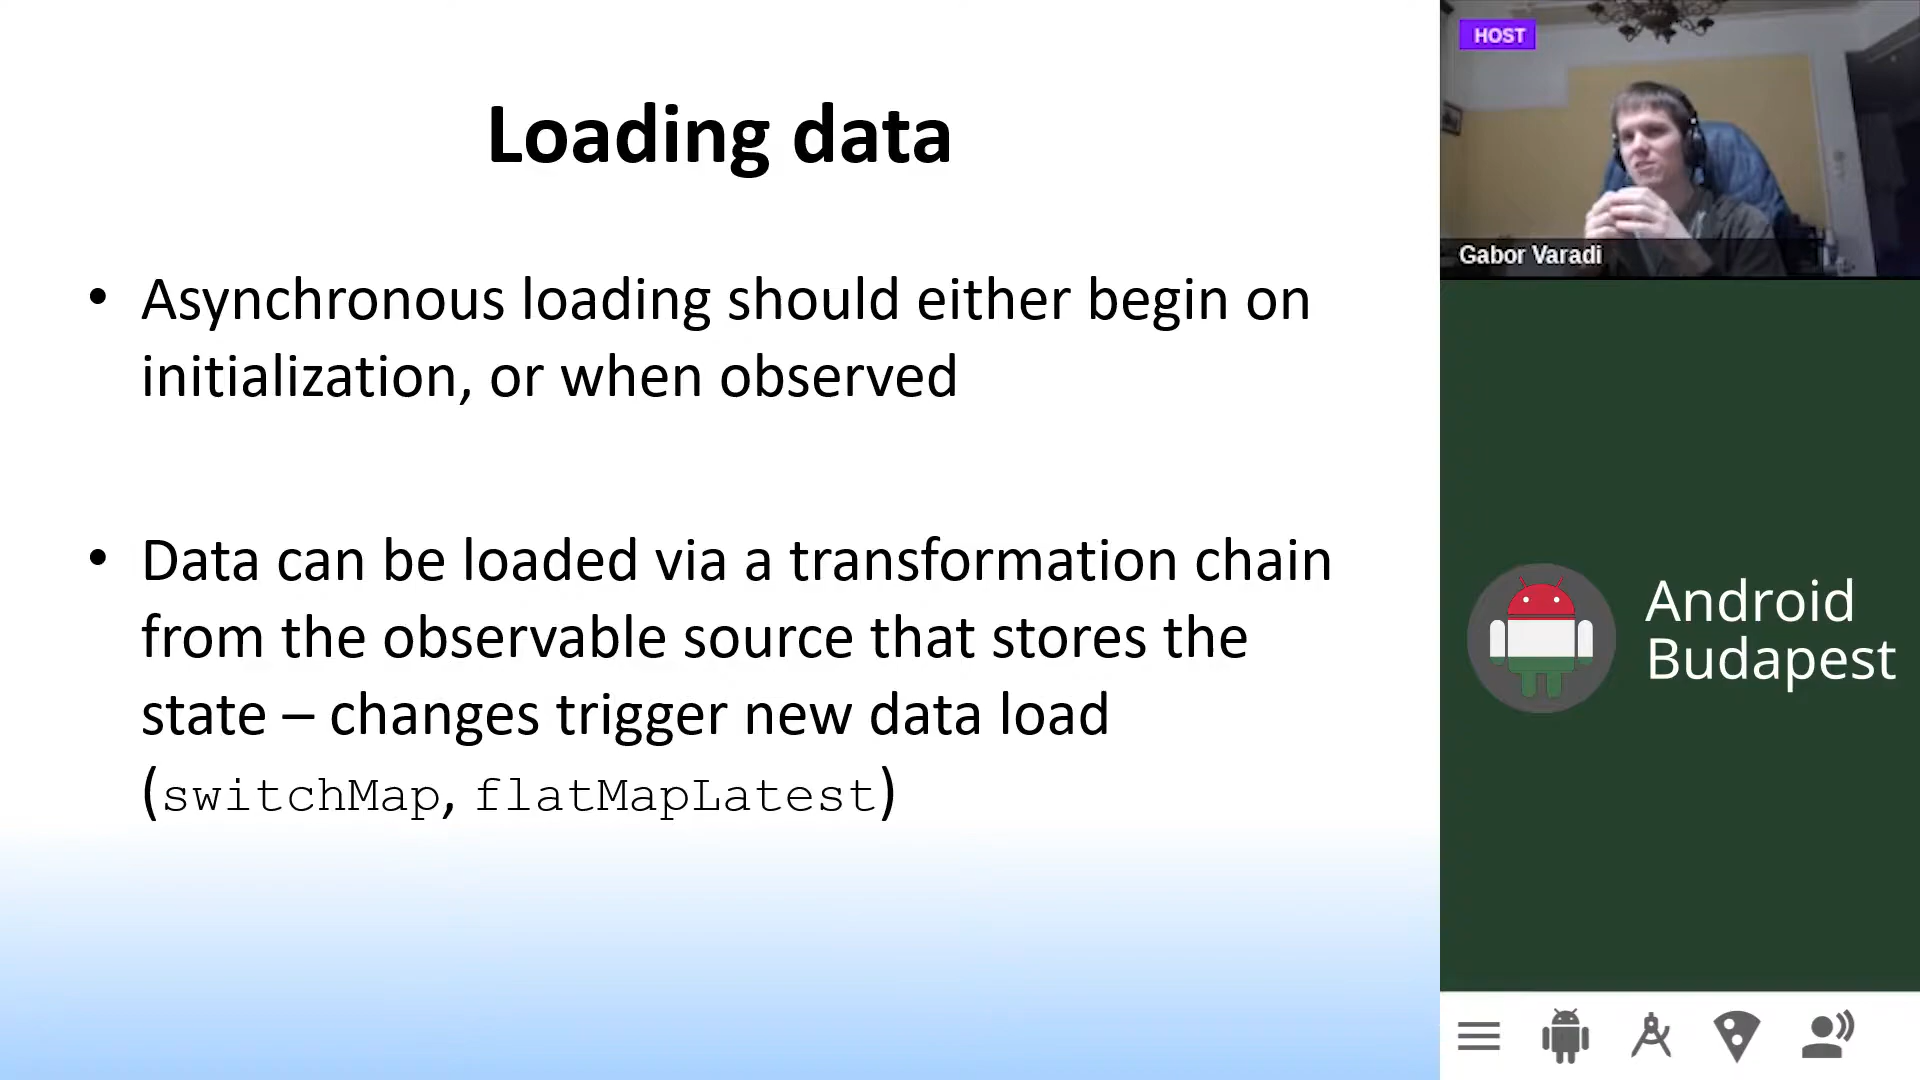 Loading data
• Asynchronous loading should either begin on
initialization, or when observed
• Data can be loaded via a transformation chain
from the observable source that stores the
state – changes trigger new data load
(switchMap, flatMapLatest)
HOST
Gabor Varadi
Android
Budapest